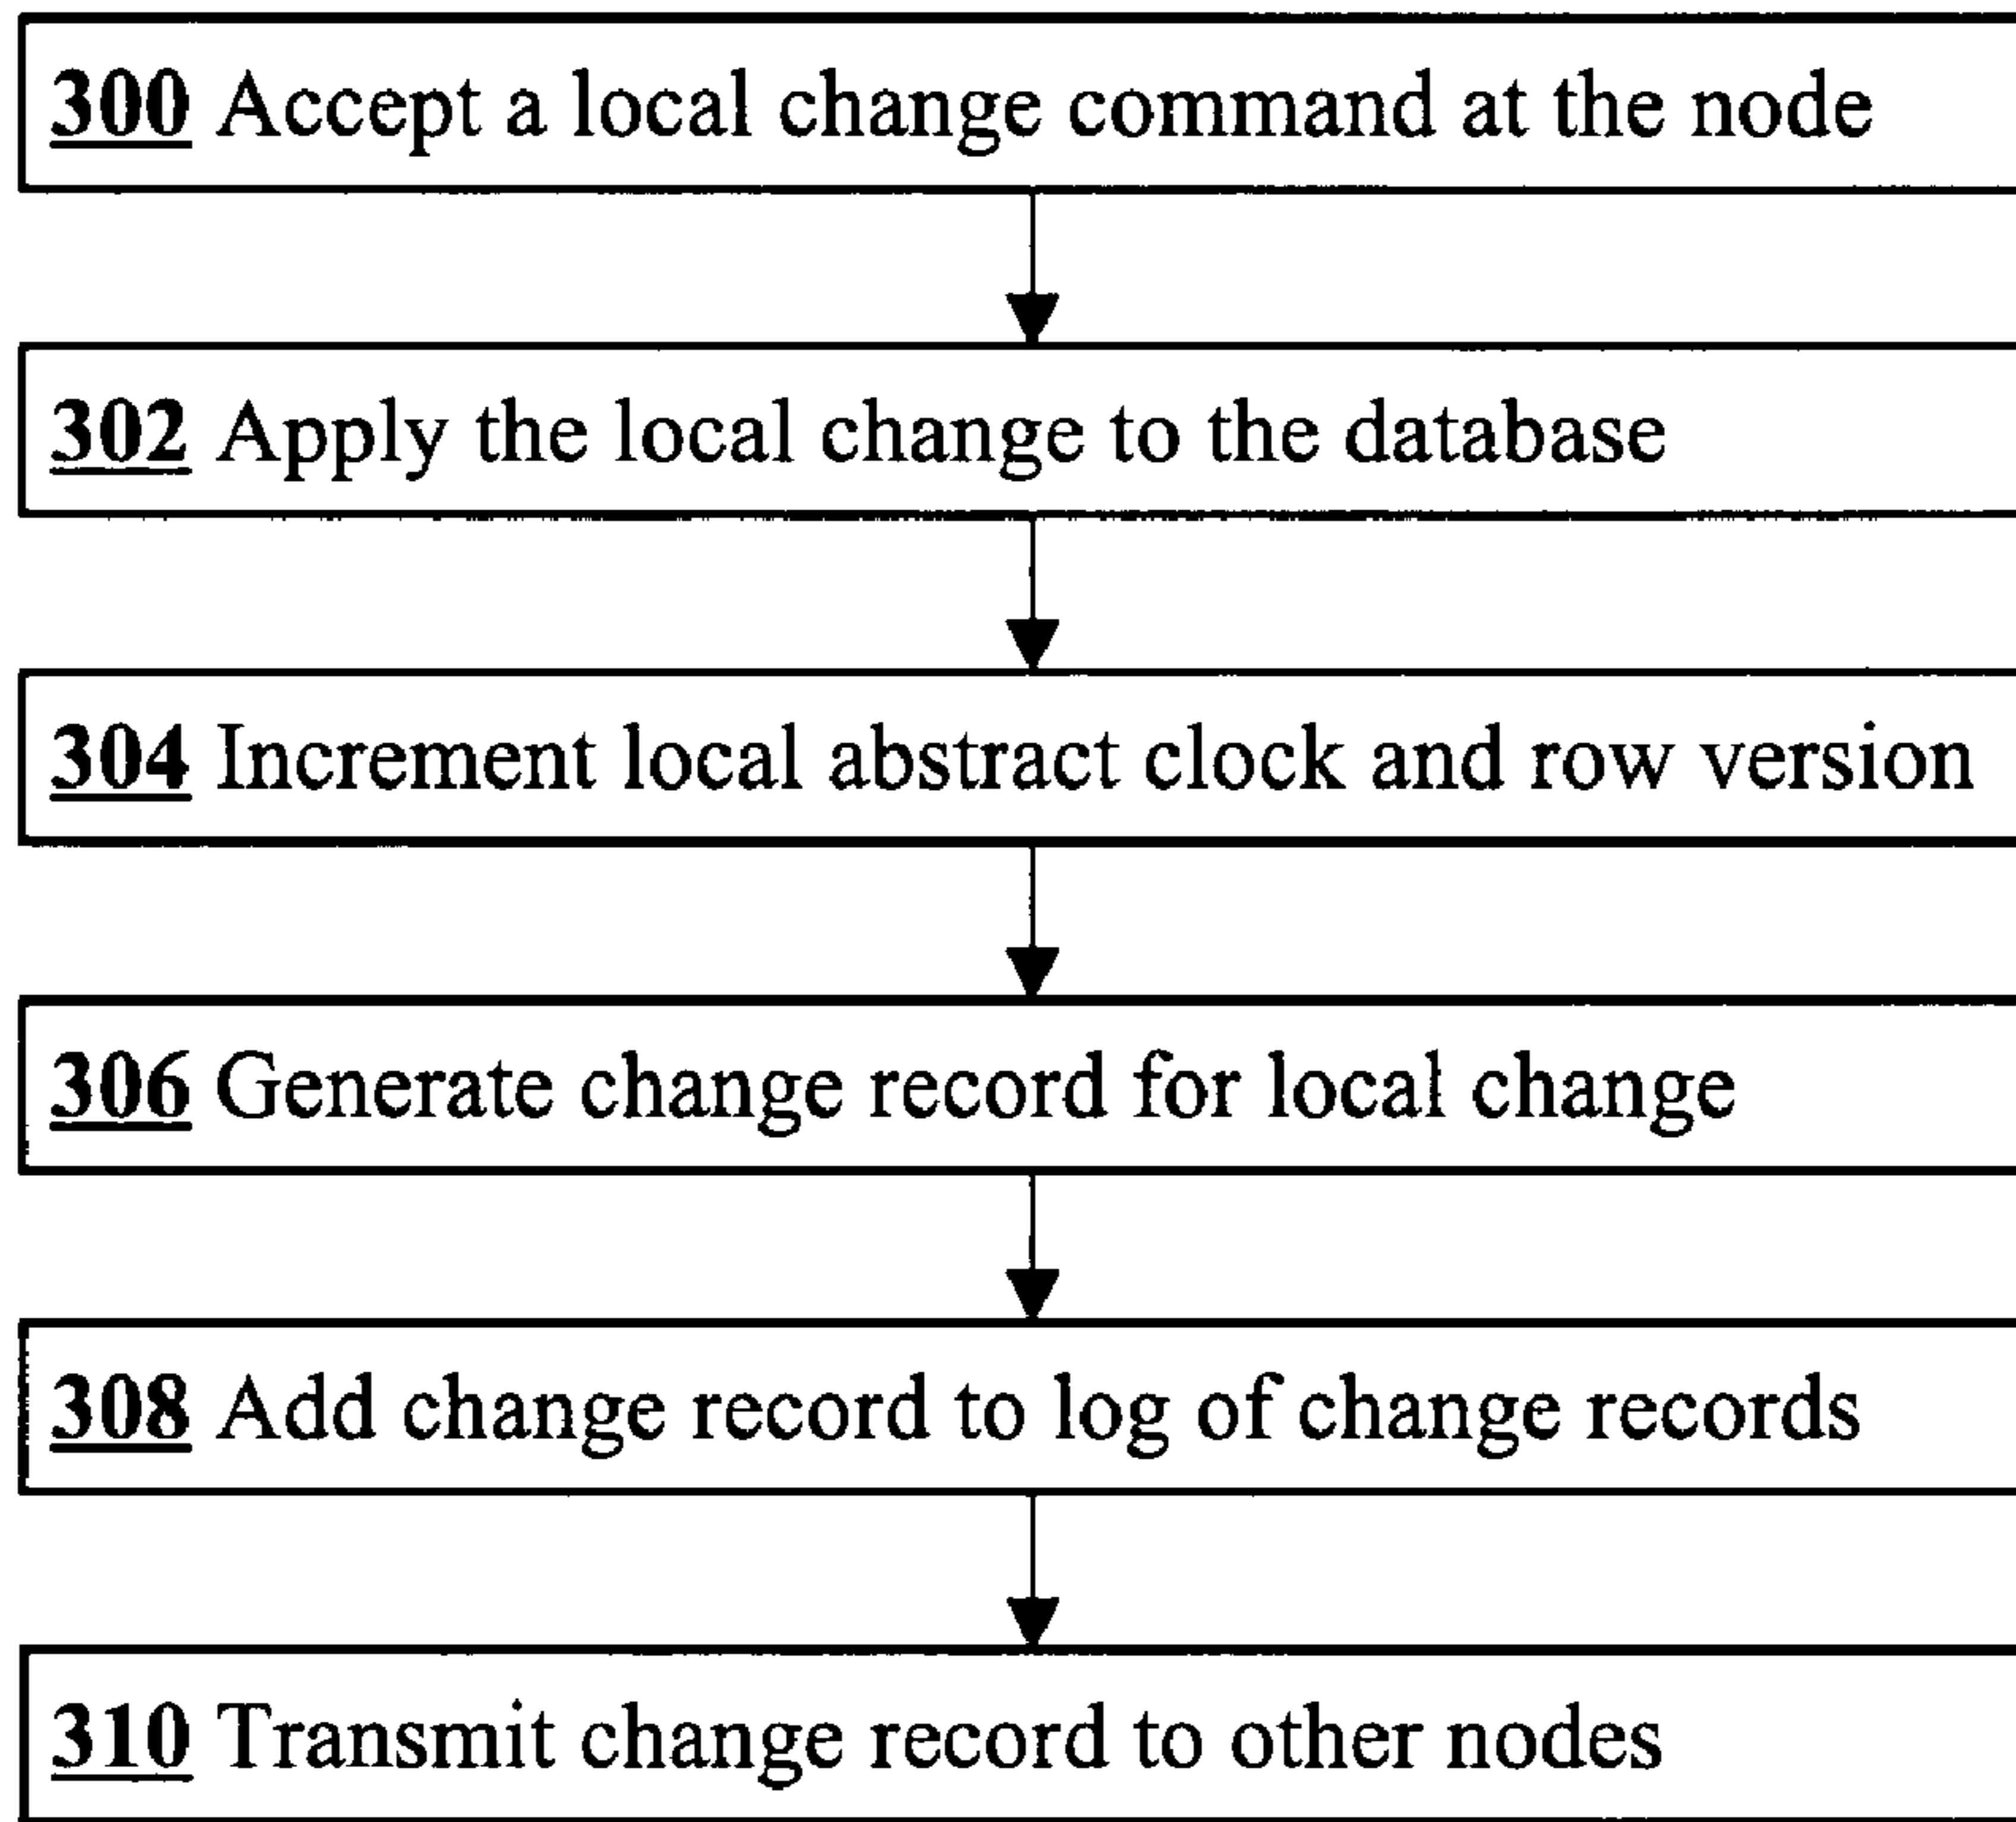 300 Accept a local change command at the node
302 Apply the local change to the database
304 Increment local abstract clock and row version
306 Generate change record for local change
308 Add change record to log of change records
310 Transmit change record to other nodes